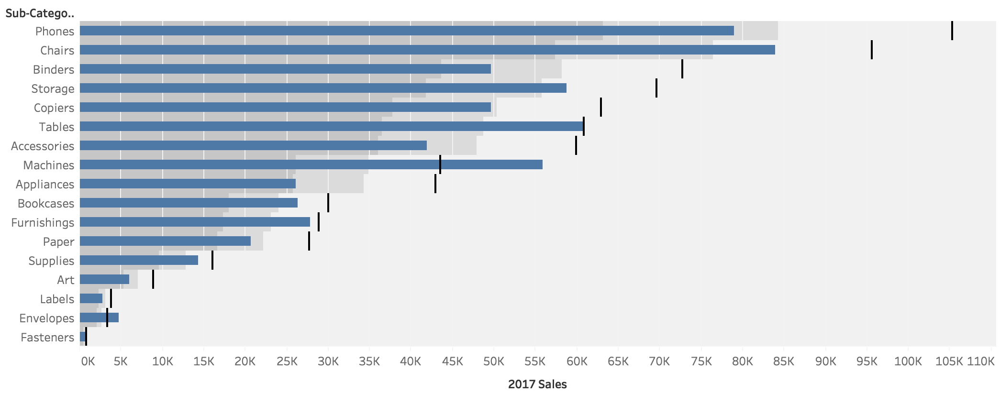 Sub-Catego..
Phones
Chairs
Binders
Storage
Copiers
Tables
Accessories
Machines
Appliances
Bookcases
Furnishings
Paper
Supplies
Art
Labels
Envelopes
Fasteners
0K 5K 10K 15K 20K 25K 30K 35K 40K 45K 50K 55K 60K 65K 70K 75K 80K 85K 90K 95K 100K 105K 110K
2017 Sales